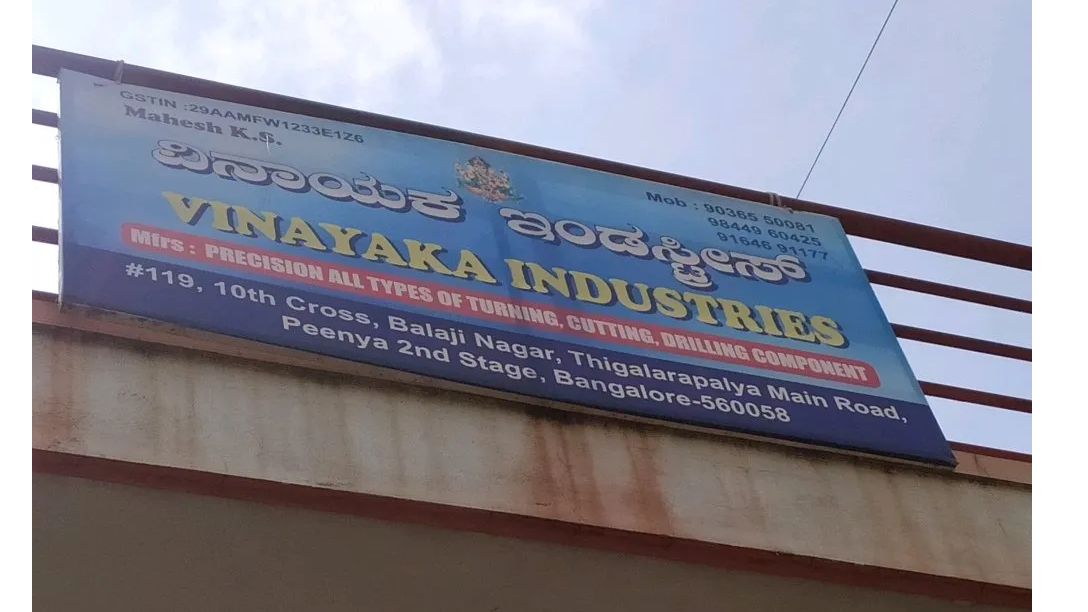 GSTIN :29AAMFW1233E1Z6
Mahesh K.S.
Mob : 90365 50081
98449 60425
91646 91177
ವಿನಾಯಕ ಇಂಡಸ್ಟ್ರೀಸ್
VINAYAKA INDUSTRIES
Mfrs : PRECISION ALL TYPES OF TURNING, CUTTING, DRILLING COMPONENT
#119, 10th Cross, Balaji Nagar, Thigalarapalya Main Road,
Peenya 2nd Stage, Bangalore-560058